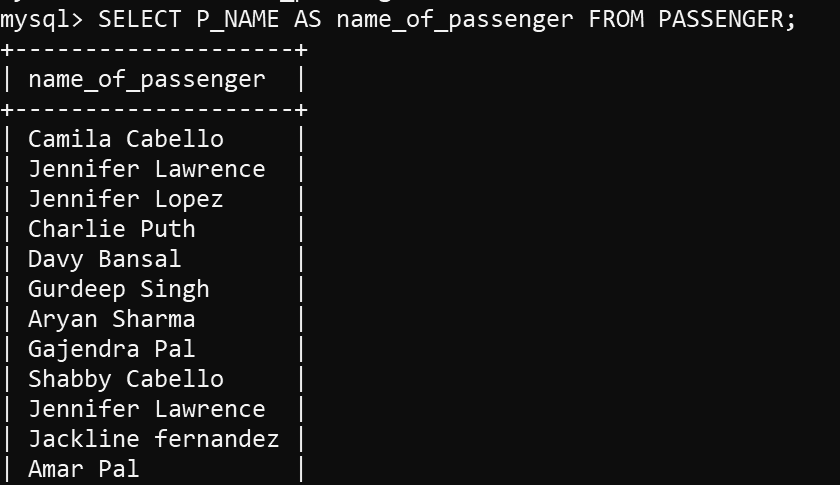 mysql> SELECT P_NAME AS name_of_passenger FROM PASSENGER;
+--------------------+
| name_of_passenger  |
+--------------------+
| Camila Cabello     |
| Jennifer Lawrence  |
| Jennifer Lopez     |
| Charlie Puth       |
| Davy Bansal        |
| Gurdeep Singh      |
| Aryan Sharma       |
| Gajendra Pal       |
| Shabby Cabello     |
| Jennifer Lawrence  |
| Jackline fernandez |
| Amar Pal           |